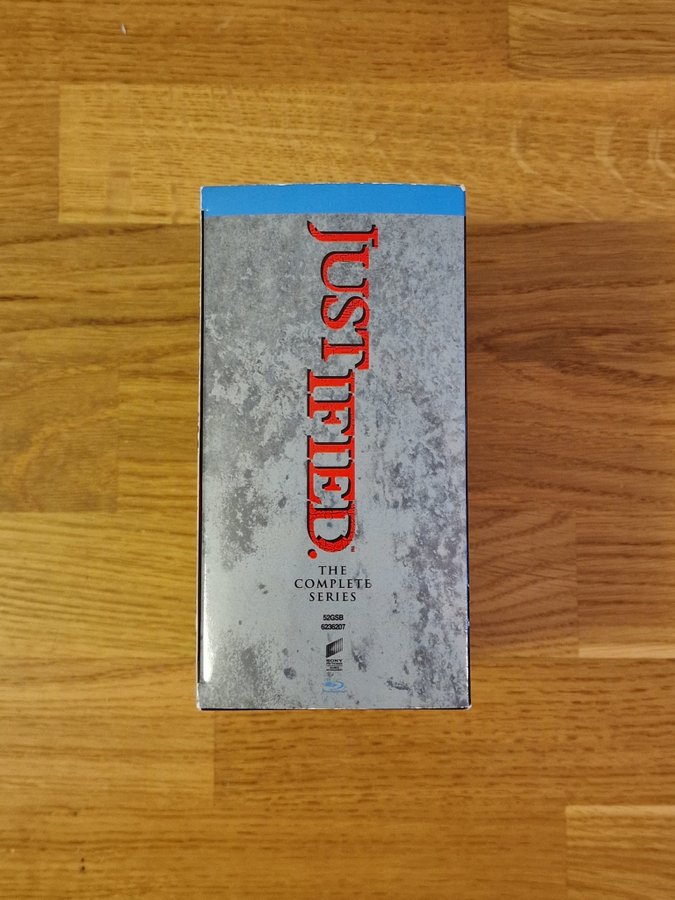 JUSTIFIED.
THE
COMPLETE
SERIES
52GSB
6236207
SONY